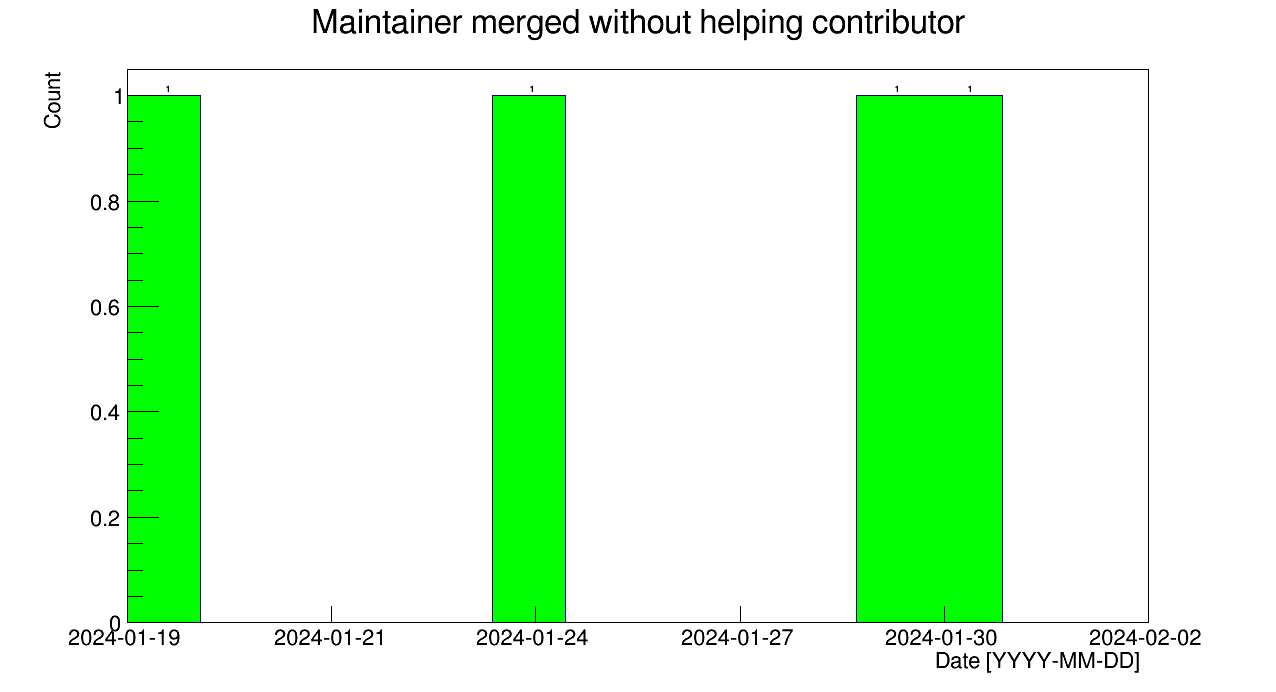 Maintainer merged without helping contributor
Count
1
1 1 1 1
0.8
0.6
0.4
0.2
0
2024-01-19 2024-01-21 2024-01-24 2024-01-27 2024-01-30 2024-02-02
Date [YYYY-MM-DD]